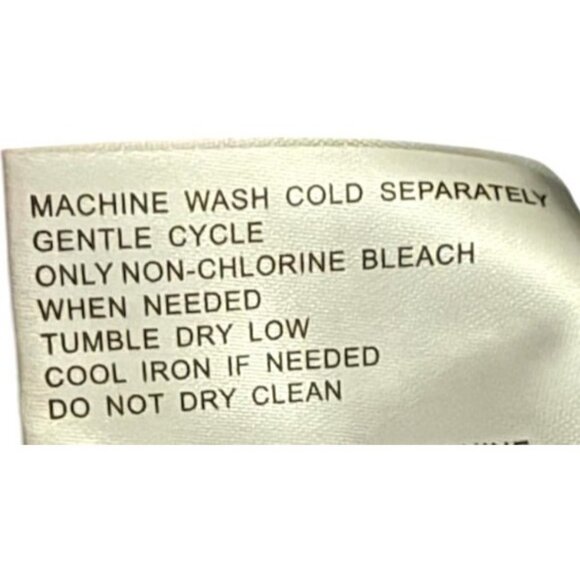 MACHINE WASH COLD SEPARATELY
GENTLE CYCLE
ONLY NON-CHLORINE BLEACH
WHEN NEEDED
TUMBLE DRY LOW
COOL IRON IF NEEDED
DO NOT DRY CLEAN